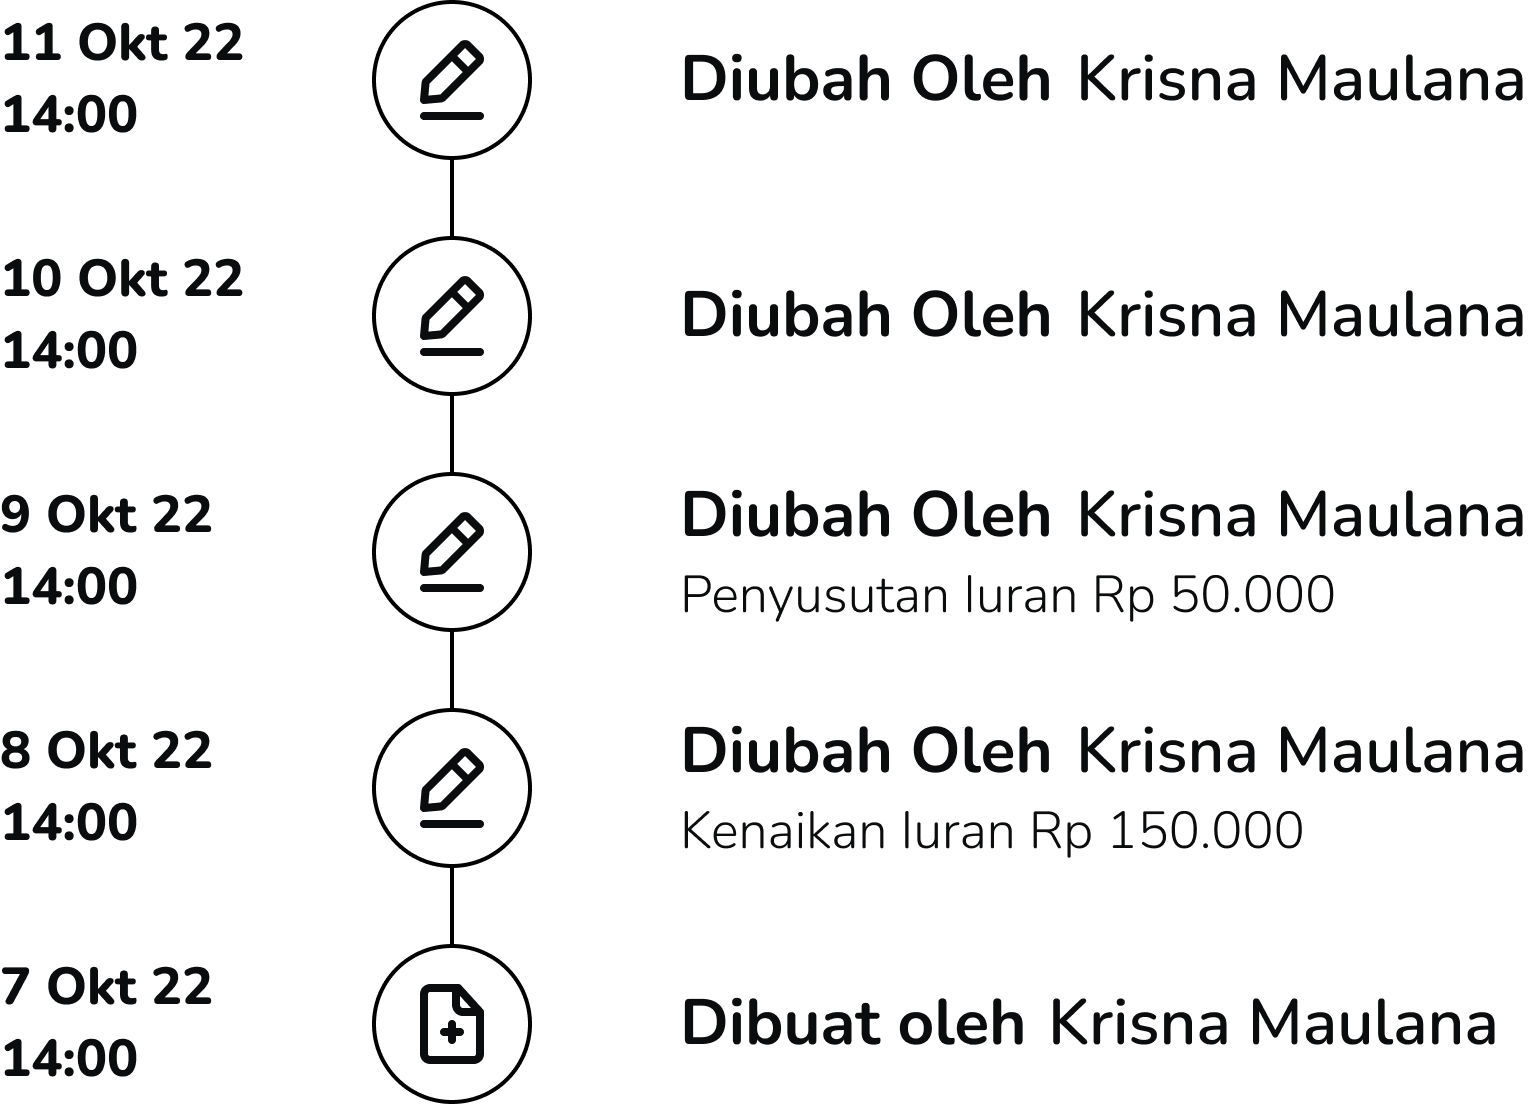 11 Okt 22
14:00
Diubah Oleh Krisna Maulana
10 Okt 22
14:00
Diubah Oleh Krisna Maulana
9 Okt 22
14:00
Diubah Oleh Krisna Maulana
Penyusutan Iuran Rp 50.000
8 Okt 22
14:00
Diubah Oleh Krisna Maulana
Kenaikan Iuran Rp 150.000
7 Okt 22
14:00
Dibuat oleh Krisna Maulana